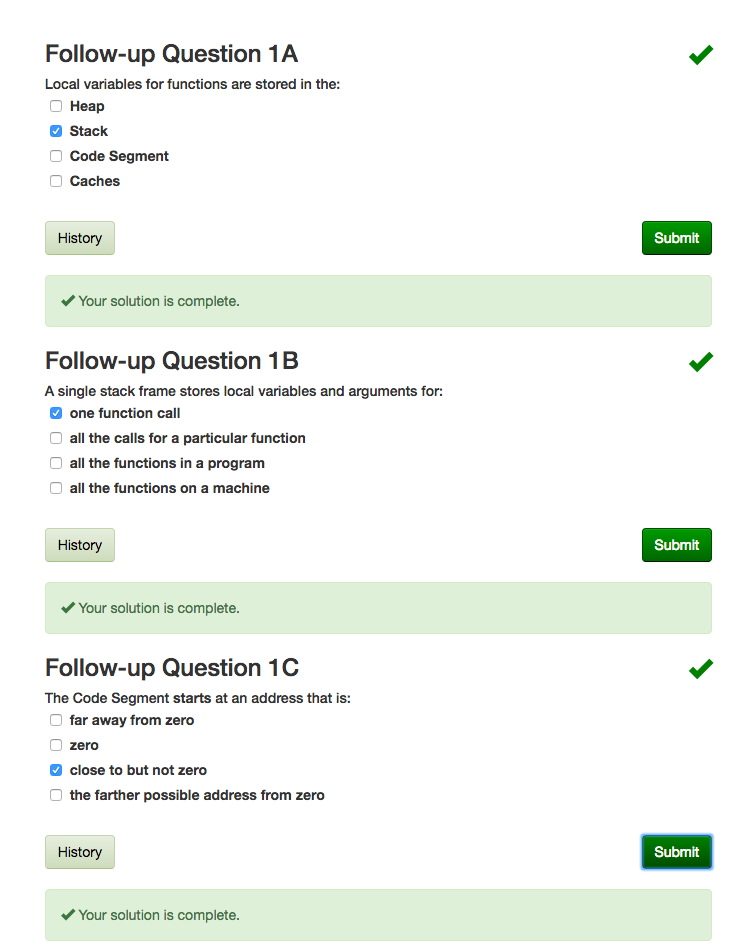 Follow-up Question 1A
Local variables for functions are stored in the:
Heap
Stack
Code Segment
Caches
History
Submit
Your solution is complete.
Follow-up Question 1B
A single stack frame stores local variables and arguments for:
one function call
all the calls for a particular function
all the functions in a program
all the functions on a machine
History
Submit
Your solution is complete.
Follow-up Question 1C
The Code Segment starts at an address that is:
far away from zero
zero
close to but not zero
the farther possible address from zero
History
Submit
Your solution is complete.